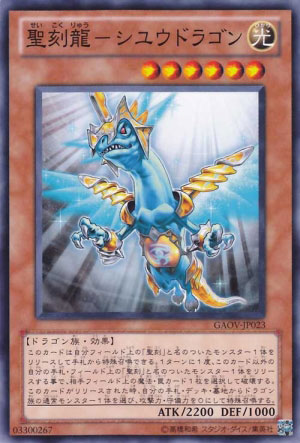 せい こく りゅう
聖刻龍－シユウドラゴン
光
GAOV-JP023
【ドラゴン族・効果】
このカードは自分フィールド上の「聖刻」と名のついたモンスター１体を
リリースして手札から特殊召喚できる。１ターンに１度、このカード以外の
自分の手札・フィールド上の「聖刻」と名のついたモンスター１体をリリー
スする事で、相手フィールド上の魔法・罠カード１枚を選択して破壊する。
このカードがリリースされた時、自分の手札・デッキ・墓地からドラゴン
族の通常モンスター１体を選び、攻撃力・守備力を０にして特殊召喚する。
ATK/2200 DEF/1000
03300267
©高橋和希 スタジオ・ダイス/集英社